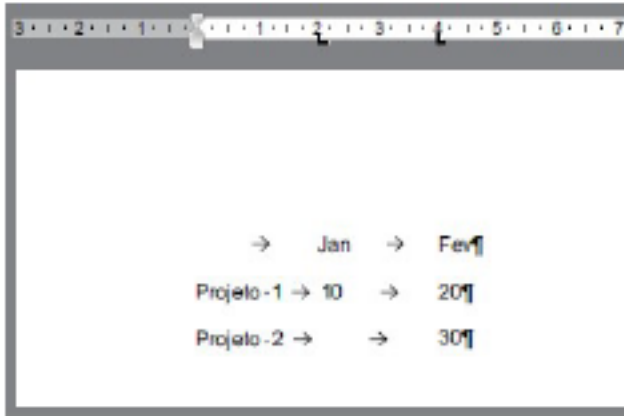 3 · ı · 2 · ı · 1 · ı · ı · 1 · ı · 2 · ı · 3 · ı · 4 · ı · 5 · ı · 6 · ı · 7
→ Jan → Fev¶
Projeto-1 → 10 → 20¶
Projeto-2 → → 30¶